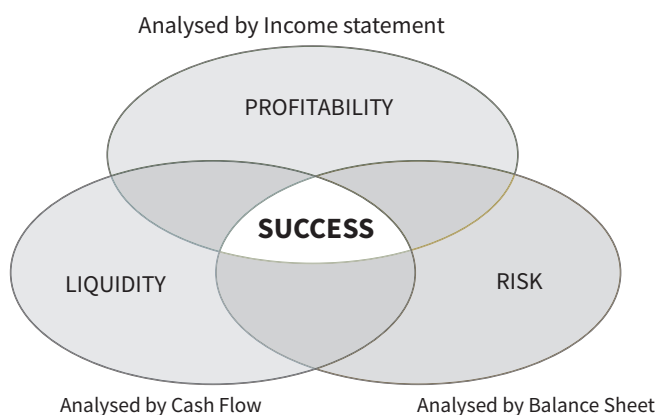 Analysed by Income statement
PROFITABILITY
SUCCESS
LIQUIDITY
RISK
Analysed by Cash Flow
Analysed by Balance Sheet